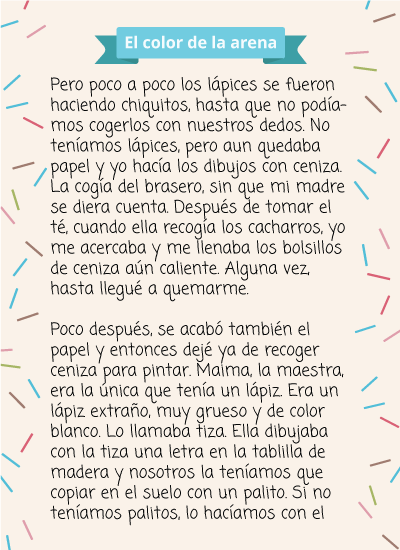 El color de la arena
Pero poco a poco los lápices se fueron
haciendo chiquitos, hasta que no podía-
mos cogerlos con nuestros dedos. No
teníamos lápices, pero aun quedaba
papel y yo hacía los dibujos con ceniza.
La cogía del brasero, sin que mi madre
se diera cuenta. Después de tomar el
té, cuando ella recogía los cacharros, yo
me acercaba y me llenaba los bolsillos
de ceniza aún caliente. Alguna vez,
hasta llegué a quemarme.
Poco después, se acabó también el
papel y entonces dejé ya de recoger
ceniza para pintar. Maima, la maestra,
era la única que tenía un lápiz. Era un
lápiz extraño, muy grueso y de color
blanco. Lo llamaba tiza. Ella dibujaba
con la tiza una letra en la tablilla de
madera y nosotros la teníamos que
copiar en el suelo con un palito. Si no
teníamos palitos, lo hacíamos con el